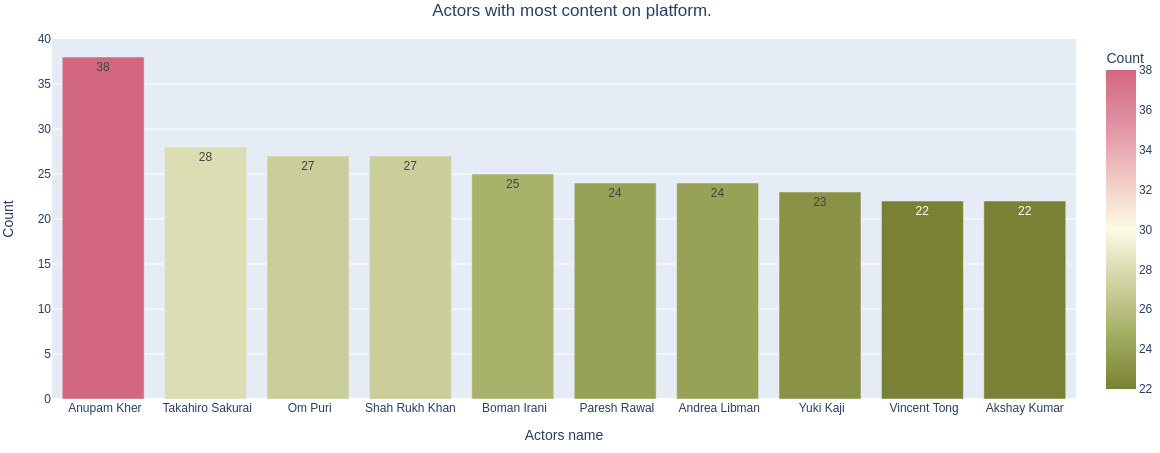 Actors with most content on platform.
Count
40
35
30
25
20
15
10
5
0
38
28
27
27
25
24
24
23
22
22
Anupam Kher
Takahiro Sakurai
Om Puri
Shah Rukh Khan
Boman Irani
Paresh Rawal
Andrea Libman
Yuki Kaji
Vincent Tong
Akshay Kumar
Actors name
Count
38
36
34
32
30
28
26
24
22